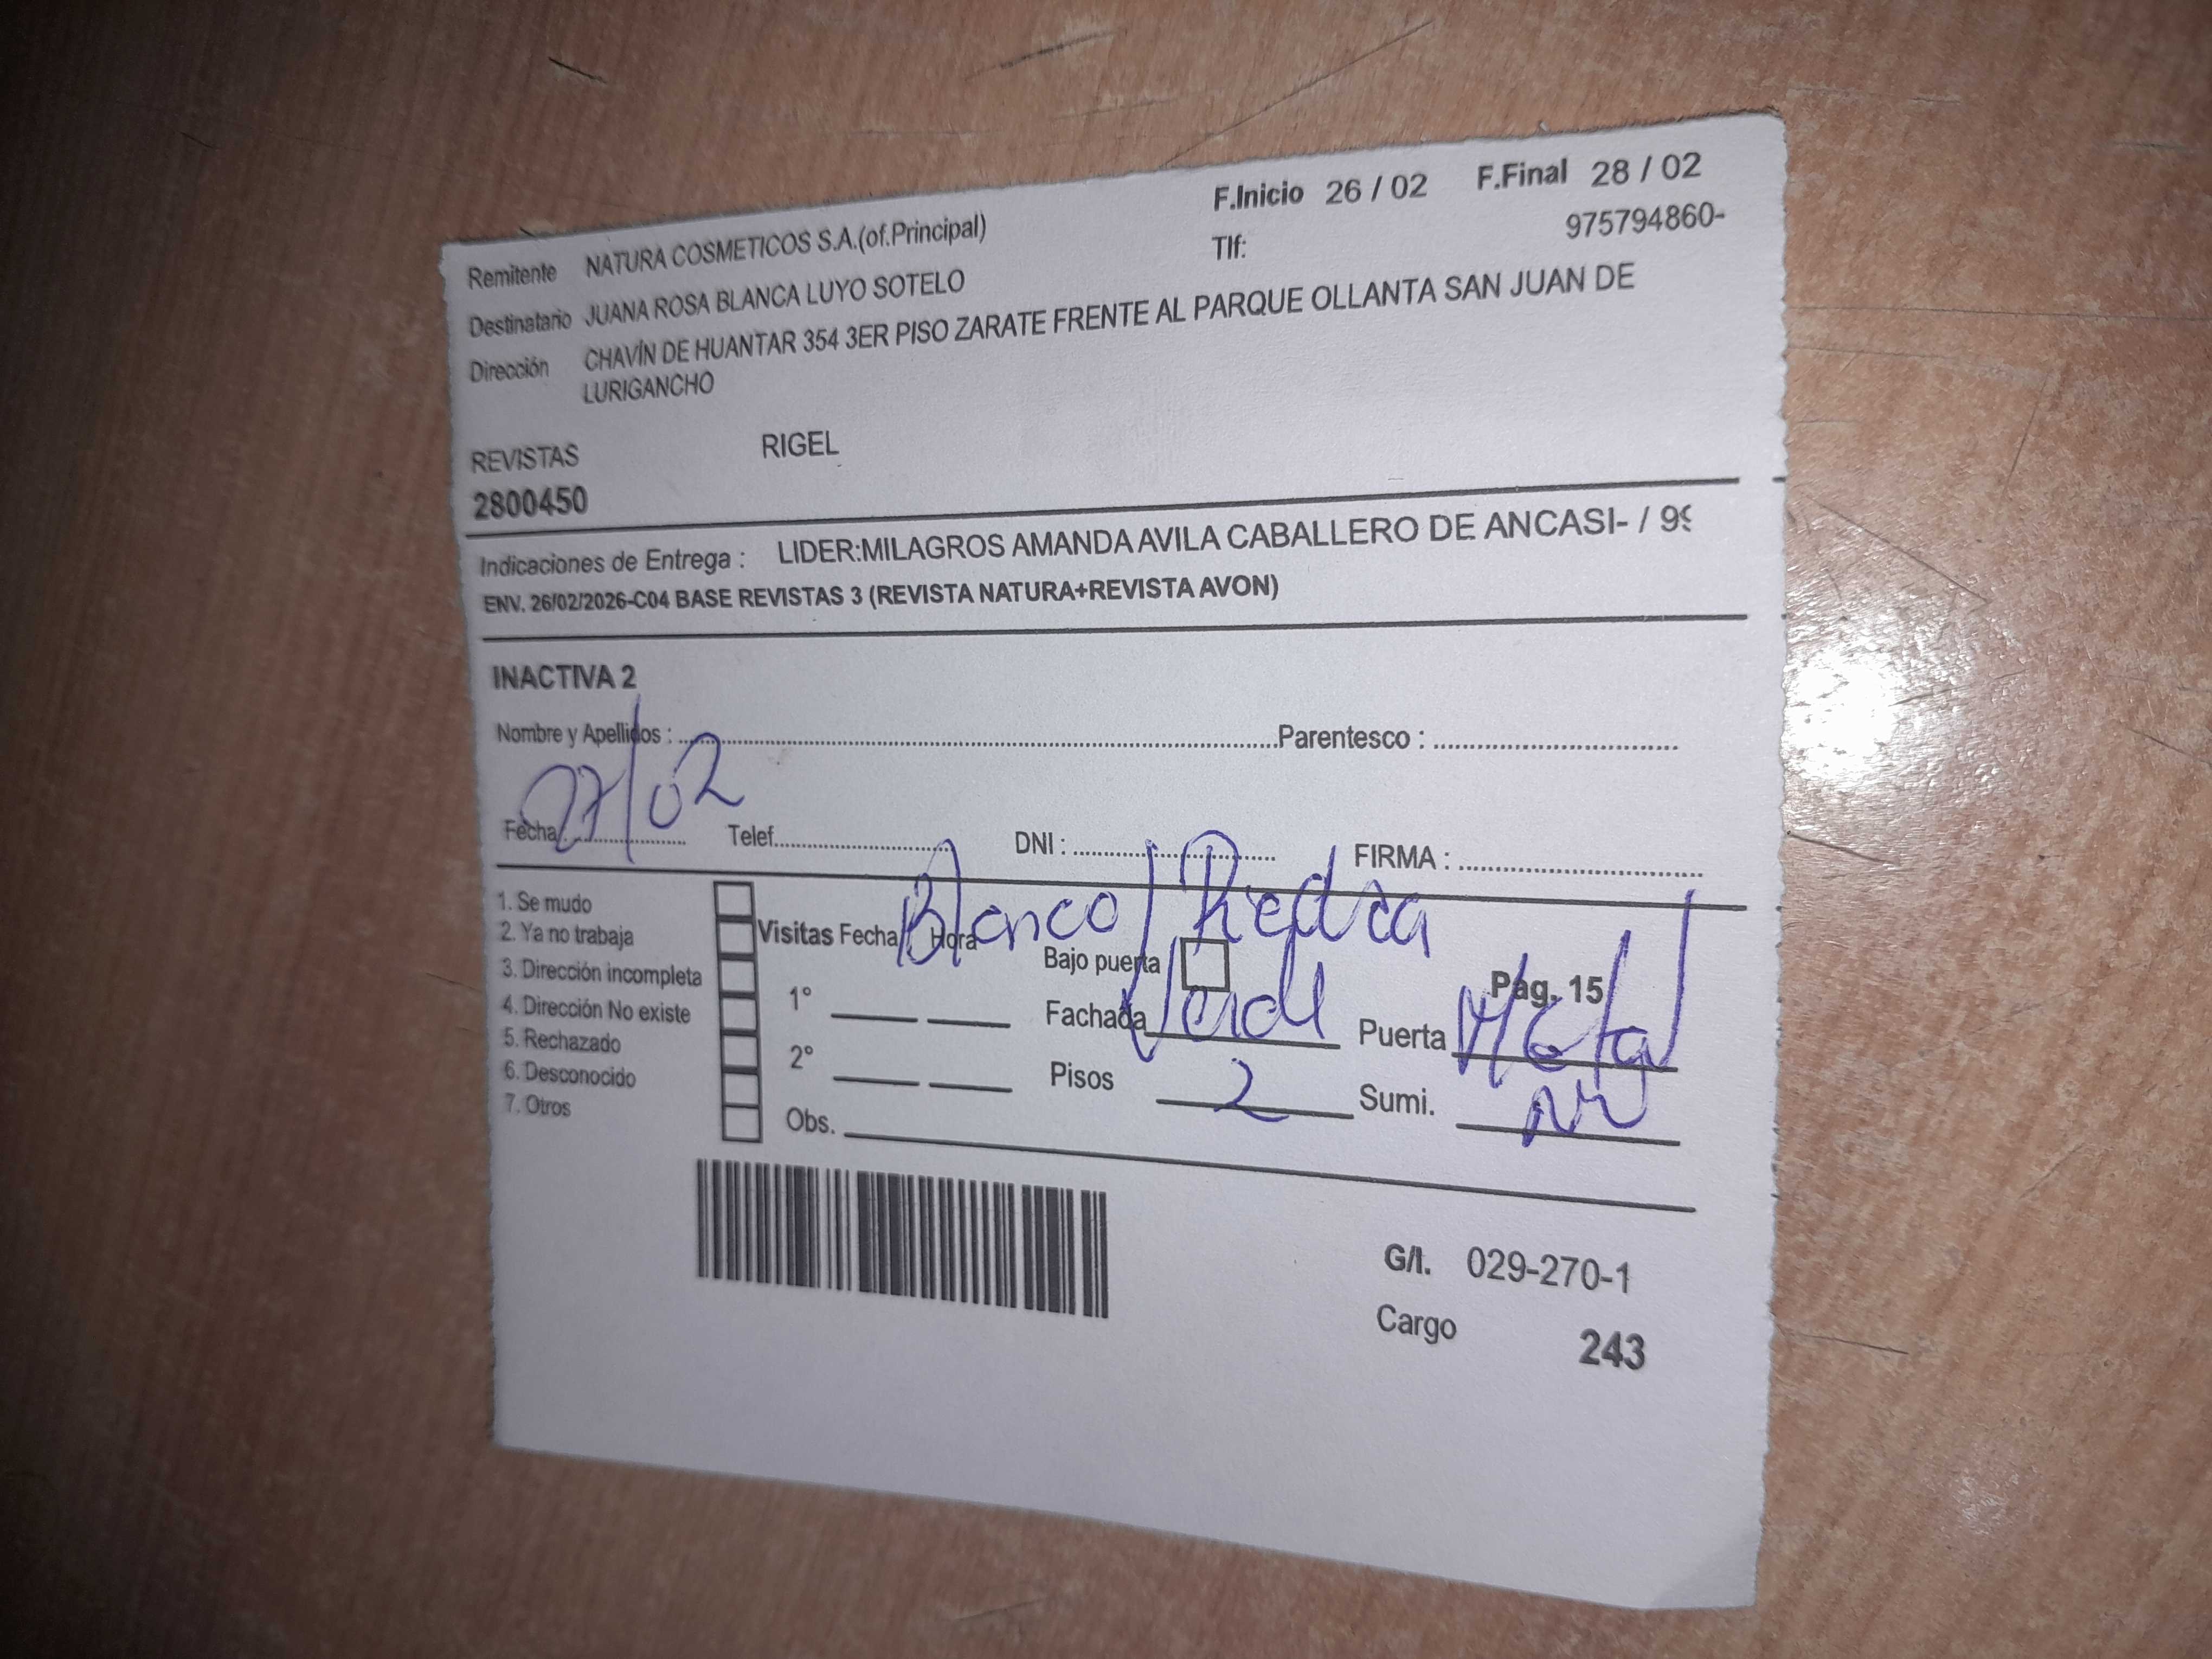 F.Inicio 26 / 02 F.Final 28 / 02
Remitente NATURA COSMETICOS S.A.(of.Principal) Tlf: 975794860-
Destinatario JUANA ROSA BLANCA LUYO SOTELO
Dirección CHAVÍN DE HUANTAR 354 3ER PISO ZARATE FRENTE AL PARQUE OLLANTA SAN JUAN DE
LURIGANCHO
REVISTAS RIGEL
2800450
Indicaciones de Entrega : LIDER:MILAGROS AMANDA AVILA CABALLERO DE ANCASI- / 99
ENV. 26/02/2026-C04 BASE REVISTAS 3 (REVISTA NATURA+REVISTA AVON)
INACTIVA 2
Nombre y Apellidos : Parentesco :
Fecha 27/02 Telef. DNI : FIRMA :
Blanco/Piedra
1. Se mudo
2. Ya no trabaja
3. Dirección incompleta
4. Dirección No existe
5. Rechazado
6. Desconocido
7. Otros
Visitas Fecha / Hora Bajo puerta Pag. 15
1° Fachada Verde Puerta Metal
2° Pisos 2 Sumi.
Obs.
G/I. 029-270-1
Cargo 243